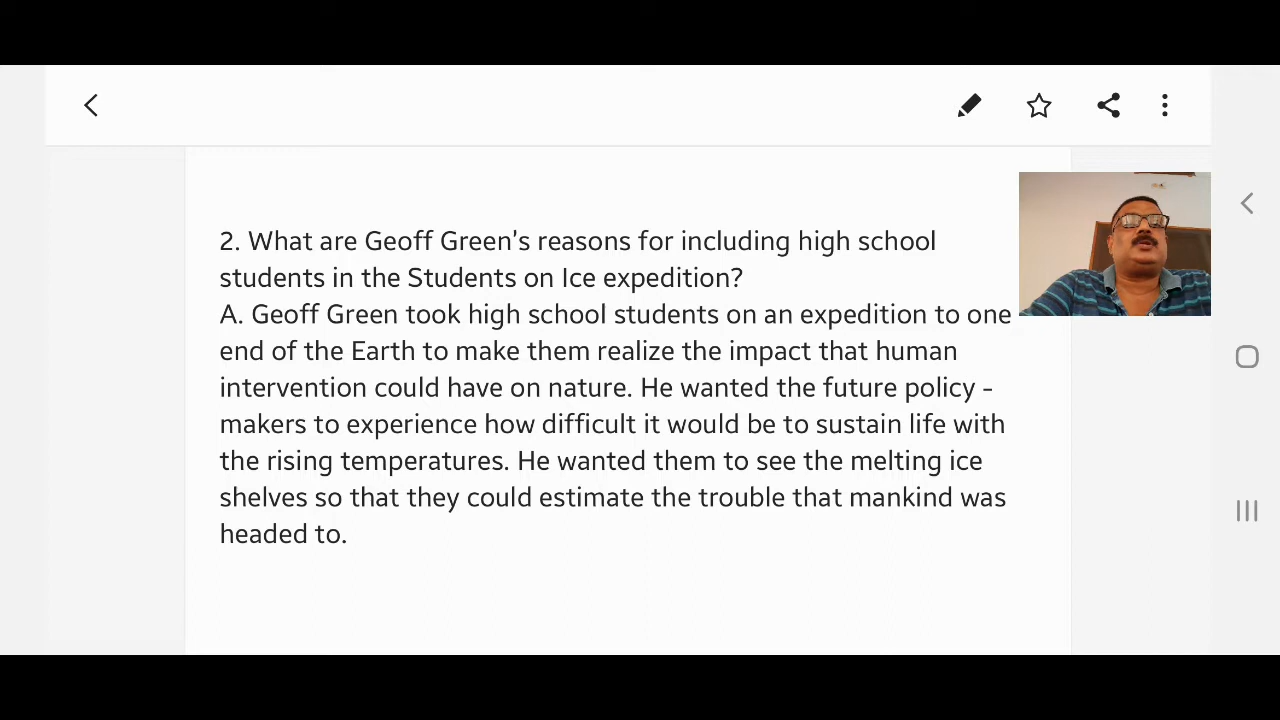 2. What are Geoff Green's reasons for including high school
students in the Students on Ice expedition?
A. Geoff Green took high school students on an expedition to one
end of the Earth to make them realize the impact that human
intervention could have on nature. He wanted the future policy -
makers to experience how difficult it would be to sustain life with
the rising temperatures. He wanted them to see the melting ice
shelves so that they could estimate the trouble that mankind was
headed to.